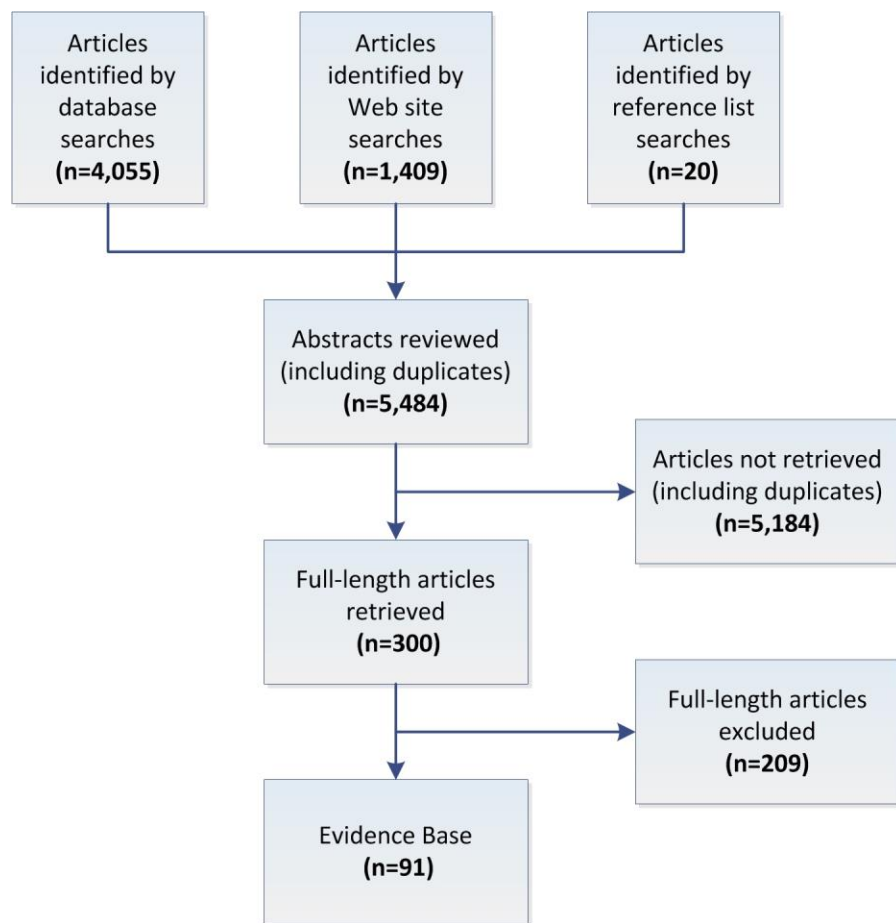 Articles
identified by
database
searches
(n=4,055)
Articles
identified by
Web site
searches
(n=1,409)
Articles
identified by
reference list
searches
(n=20)
Abstracts reviewed
(including duplicates)
(n=5,484)
Articles not retrieved
(including duplicates)
(n=5,184)
Full-length articles
retrieved
(n=300)
Full-length articles
excluded
(n=209)
Evidence Base
(n=91)